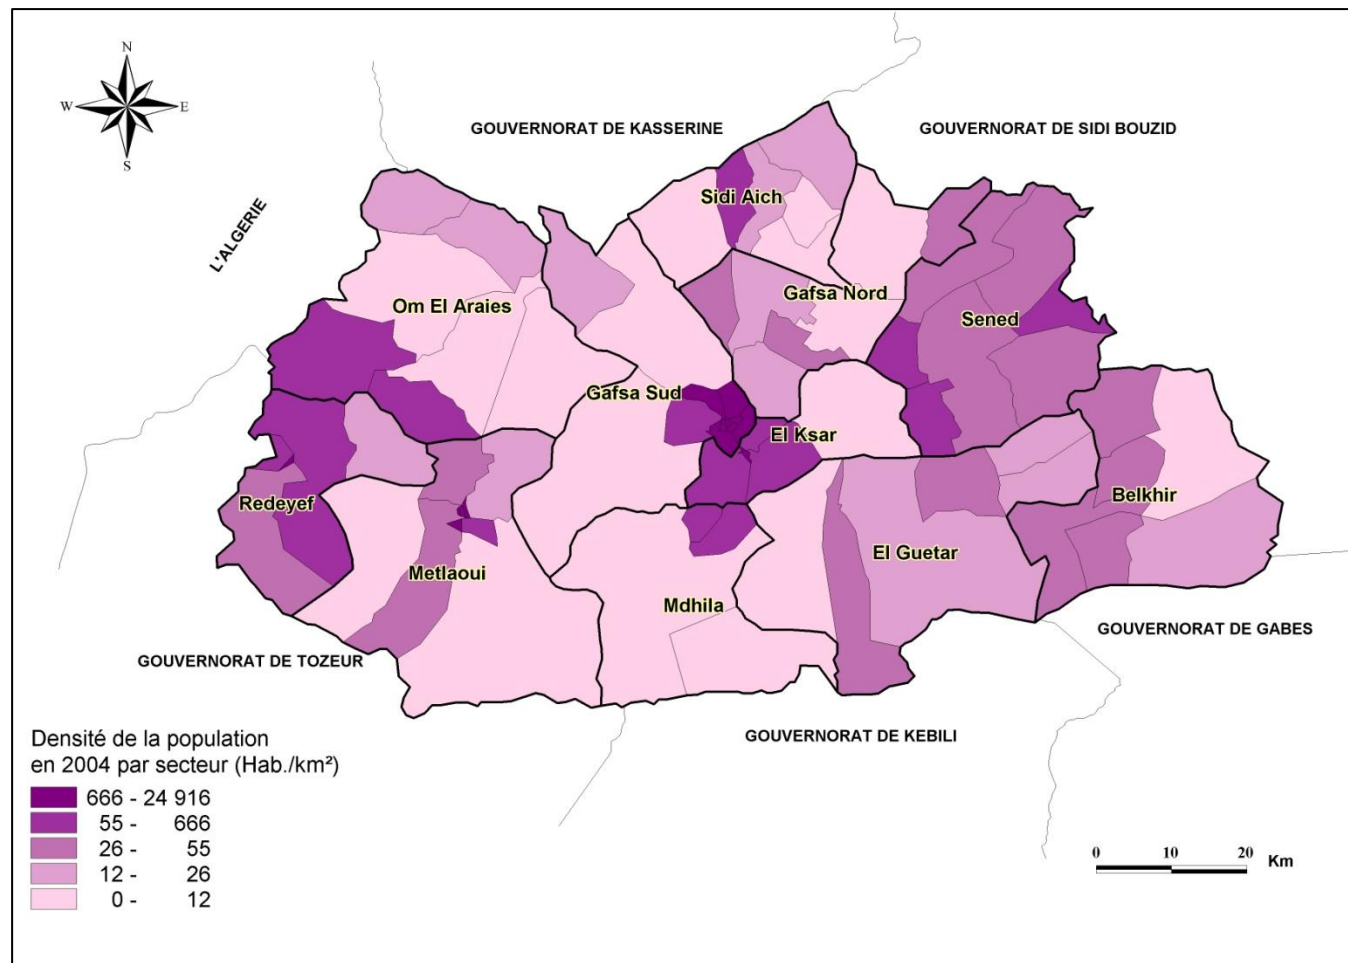 N
W
E
S
GOUVERNORAT DE KASSERINE
GOUVERNORAT DE SIDI BOUZID
L'ALGERIE
Sidi Aich
Gafsa Nord
Om El Araies
Sened
Gafsa Sud
El Ksar
Redeyef
Belkhir
El Guetar
Metlaoui
Mdhila
GOUVERNORAT DE GABES
GOUVERNORAT DE TOZEUR
GOUVERNORAT DE KEBILI
Densité de la population
en 2004 par secteur (Hab./km²)
666 - 24 916
55 - 666
26 - 55
12 - 26
0 - 12
0 10 20 Km